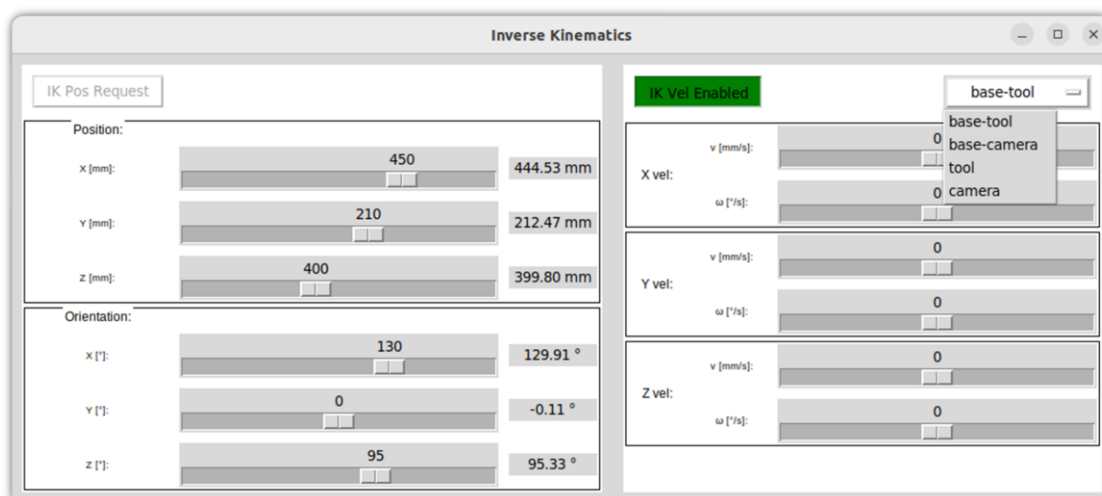 Inverse Kinematics
IK Pos Request
Position:
X [mm]:
450
444.53 mm
Y [mm]:
210
212.47 mm
Z [mm]:
400
399.80 mm
Orientation:
X [°]:
130
129.91 °
Y [°]:
0
-0.11 °
Z [°]:
95
95.33 °
IK Vel Enabled
base-tool
base-tool
base-camera
tool
camera
X vel:
v [mm/s]:
0
ω [°/s]:
0
Y vel:
v [mm/s]:
0
ω [°/s]:
0
Z vel:
v [mm/s]:
0
ω [°/s]:
0